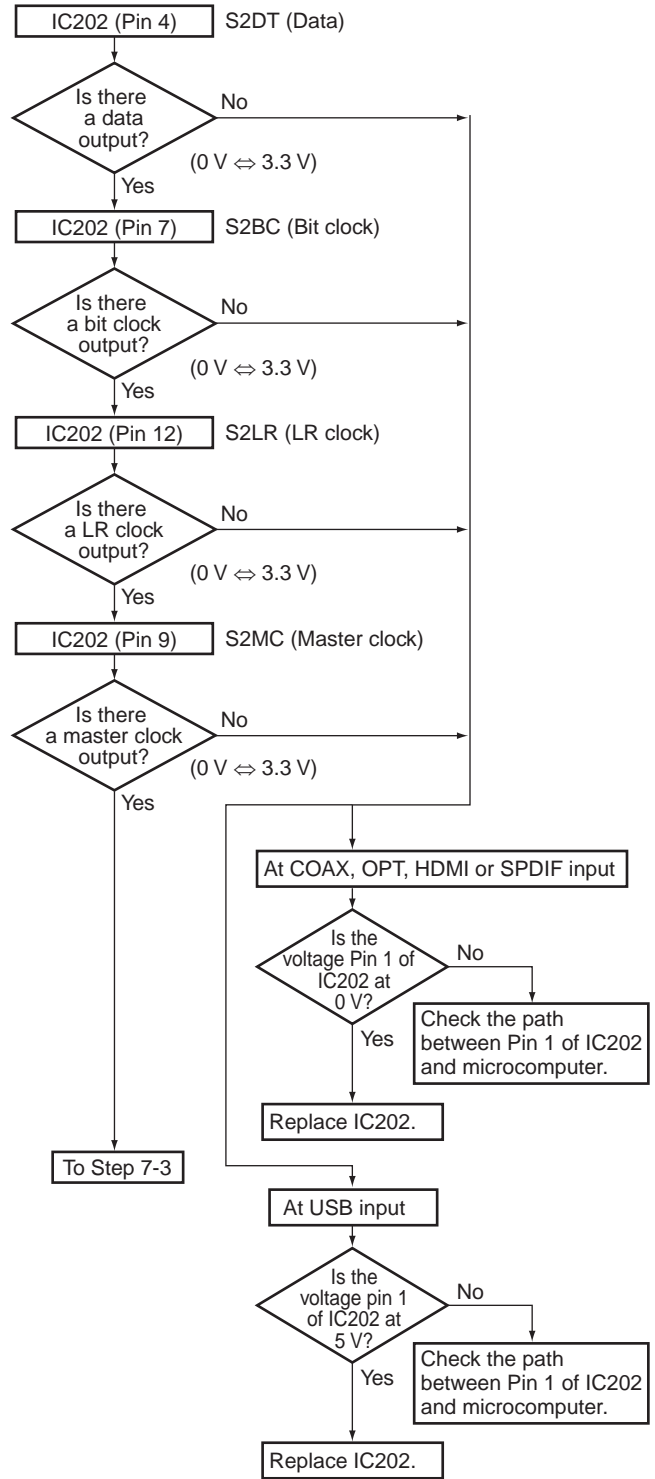 IC202 (Pin 4) S2DT (Data)
Is there
a data
output?
No
(0 V ⇔ 3.3 V)
Yes
IC202 (Pin 7) S2BC (Bit clock)
Is there
a bit clock
output?
No
(0 V ⇔ 3.3 V)
Yes
IC202 (Pin 12) S2LR (LR clock)
Is there
a LR clock
output?
No
(0 V ⇔ 3.3 V)
Yes
IC202 (Pin 9) S2MC (Master clock)
Is there
a master clock
output?
No
(0 V ⇔ 3.3 V)
Yes
At COAX, OPT, HDMI or SPDIF input
Is the
voltage Pin 1 of
IC202 at
0 V?
No
Check the path
between Pin 1 of IC202
and microcomputer.
Yes
Replace IC202.
To Step 7-3
At USB input
Is the
voltage pin 1
of IC202 at
5 V?
No
Check the path
between Pin 1 of IC202
and microcomputer.
Yes
Replace IC202.